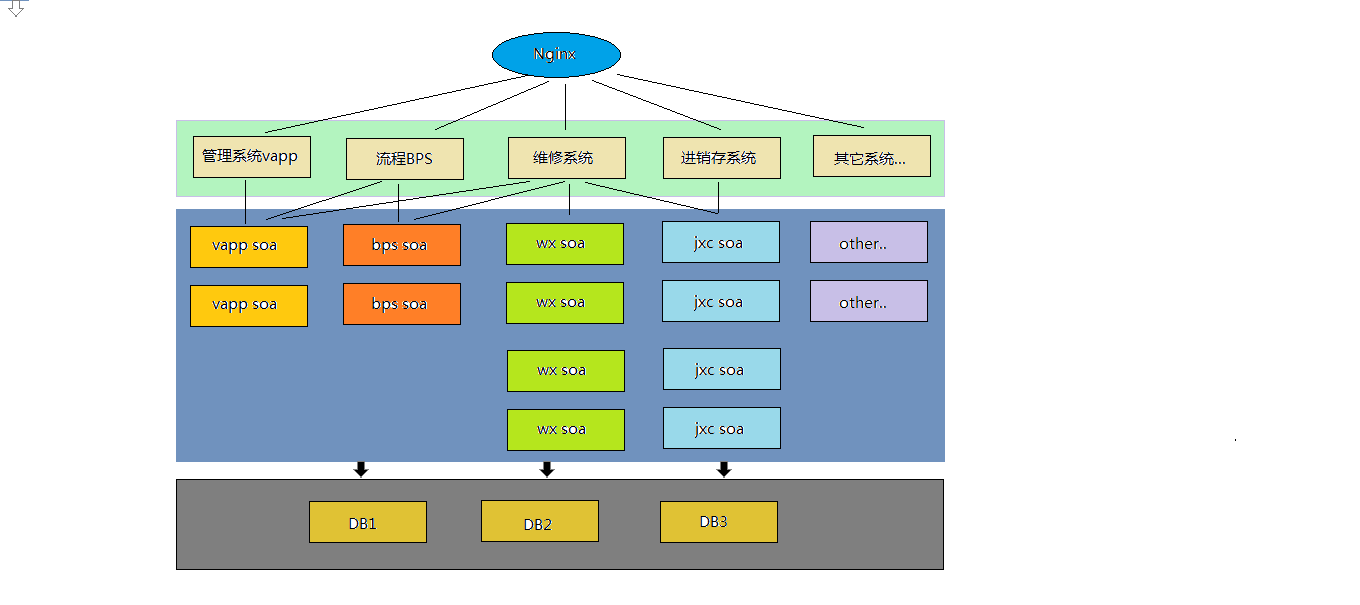 Nginx
管理系统vapp
流程BPS
维修系统
进销存系统
其它系统...
vapp soa
bps soa
wx soa
jxc soa
other..
vapp soa
bps soa
wx soa
jxc soa
other..
wx soa
jxc soa
wx soa
jxc soa
DB1
DB2
DB3